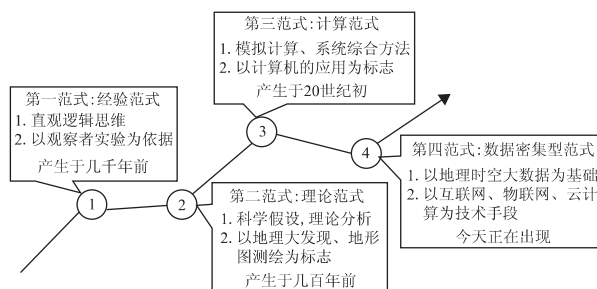 第三范式:计算范式
1. 模拟计算、系统综合方法
2. 以计算机的应用为标志
产生于20世纪初
第一范式:经验范式
1. 直观逻辑思维
2. 以观察者实验为依据
产生于几千年前
1
2
3
4
第二范式:理论范式
1. 科学假设,理论分析
2. 以地理大发现、地形
图测绘为标志
产生于几百年前
第四范式:数据密集型范式
1. 以地理时空大数据为基础
2. 以互联网、物联网、云计
算为技术手段
今天正在出现